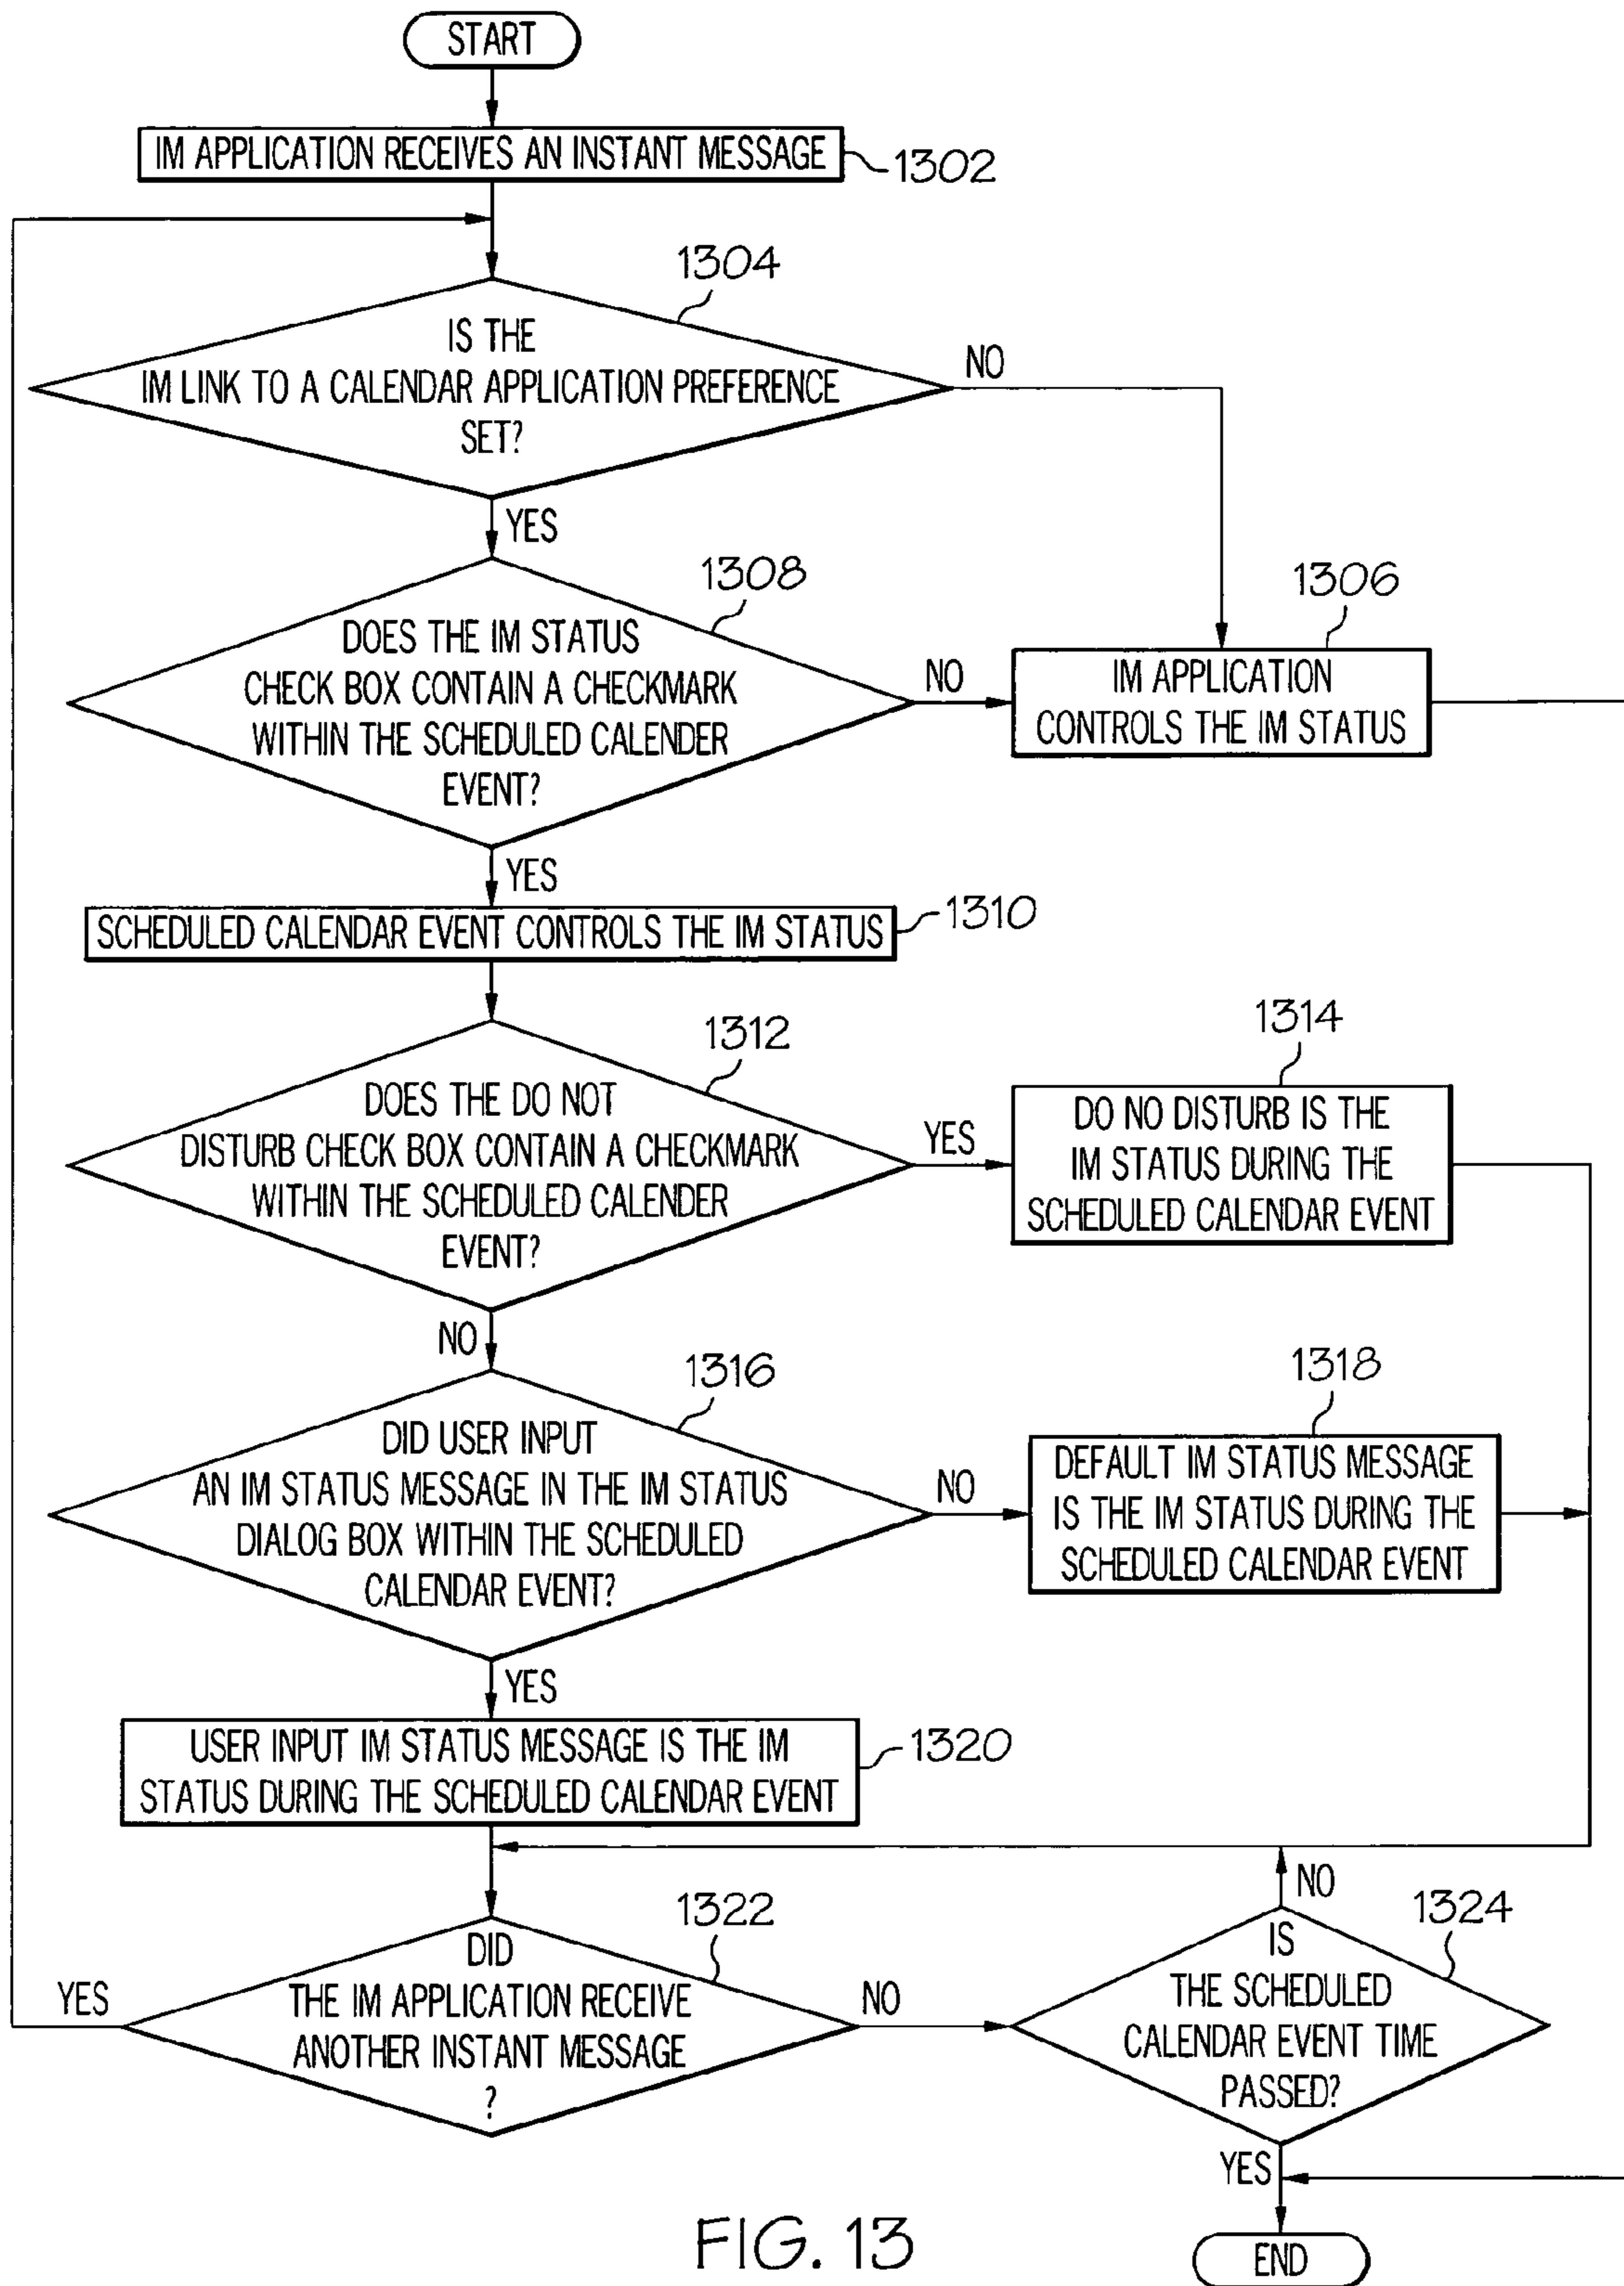 START
IM APPLICATION RECEIVES AN INSTANT MESSAGE
1302
1304
IS THE
IM LINK TO A CALENDAR APPLICATION PREFERENCE
SET?
NO
YES
1308
DOES THE IM STATUS
CHECK BOX CONTAIN A CHECKMARK
WITHIN THE SCHEDULED CALENDER
EVENT?
NO
1306
IM APPLICATION
CONTROLS THE IM STATUS
YES
SCHEDULED CALENDAR EVENT CONTROLS THE IM STATUS
1310
1312
DOES THE DO NOT
DISTURB CHECK BOX CONTAIN A CHECKMARK
WITHIN THE SCHEDULED CALENDER
EVENT?
YES
1314
DO NO DISTURB IS THE
IM STATUS DURING THE
SCHEDULED CALENDAR EVENT
NO
1316
DID USER INPUT
AN IM STATUS MESSAGE IN THE IM STATUS
DIALOG BOX WITHIN THE SCHEDULED
CALENDAR EVENT?
NO
1318
DEFAULT IM STATUS MESSAGE
IS THE IM STATUS DURING THE
SCHEDULED CALENDAR EVENT
YES
USER INPUT IM STATUS MESSAGE IS THE IM
STATUS DURING THE SCHEDULED CALENDAR EVENT
1320
1322
DID
THE IM APPLICATION RECEIVE
ANOTHER INSTANT MESSAGE
?
YES
NO
NO
1324
IS
THE SCHEDULED
CALENDAR EVENT TIME
PASSED?
YES
END
FIG. 13